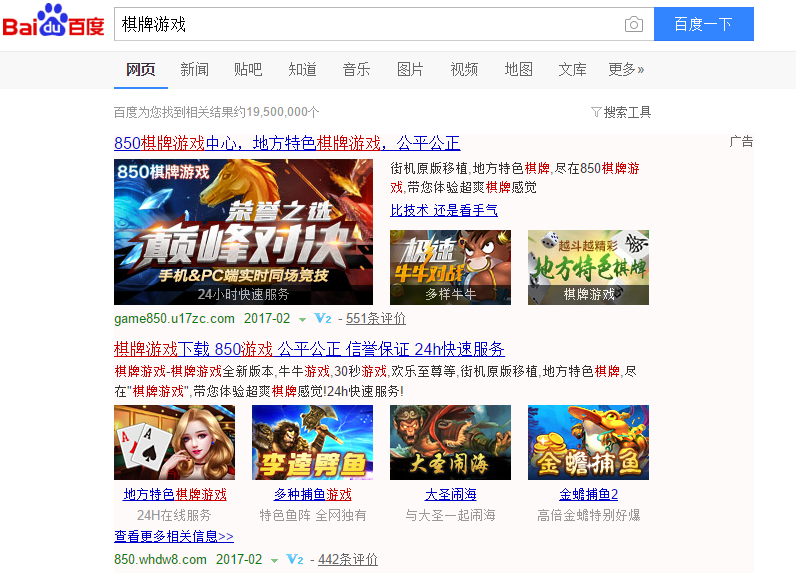 Bai du 百度
棋牌游戏
百度一下
网页 新闻 贴吧 知道 音乐 图片 视频 地图 文库 更多»
百度为您找到相关结果约19,500,000个
搜索工具
850棋牌游戏中心，地方特色棋牌游戏，公平公正
广告
850棋牌游戏
荣誉之选
巅峰对决
手机&PC端实时同场竞技
24小时快速服务
街机原版移植,地方特色棋牌,尽在850棋牌游
戏,带您体验超爽棋牌感觉
比技术 还是看手气
极速
牛牛对战
多样牛牛
越斗越精彩
地方特色棋牌
棋牌游戏
game850.u17zc.com 2017-02 V2 - 551条评价
棋牌游戏下载 850游戏 公平公正 信誉保证 24h快速服务
棋牌游戏-棋牌游戏全新版本,牛牛游戏,30秒游戏,欢乐至尊等,街机原版移植,地方特色棋牌,尽
在"棋牌游戏",带您体验超爽棋牌感觉!24h快速服务!
A A
李逵劈鱼
大圣闹海
金蟾捕鱼
地方特色棋牌游戏 多种捕鱼游戏 大圣闹海 金蟾捕鱼2
24H在线服务 特色鱼阵 全网独有 与大圣一起闹海 高倍金蟾特别好爆
查看更多相关信息>>
850.whdw8.com 2017-02 V2 - 442条评价